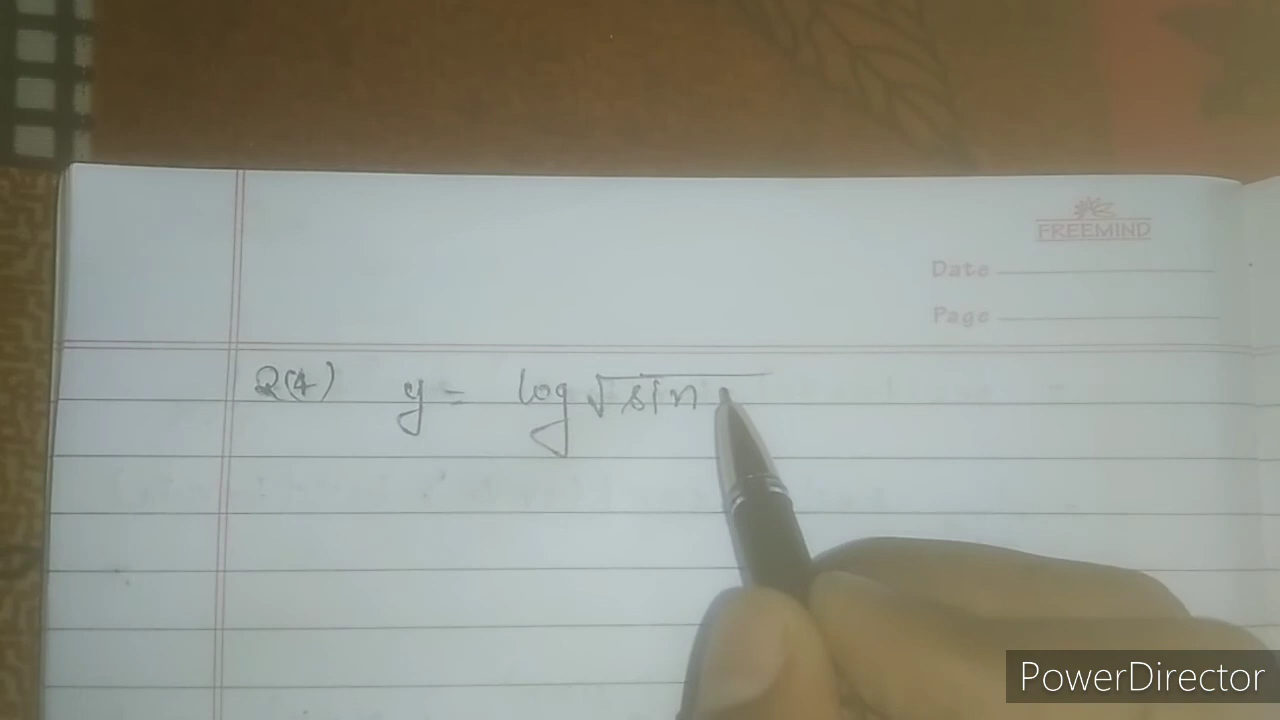 FREEMIND
Date
Page
Q(4) y = log √sin
PowerDirector